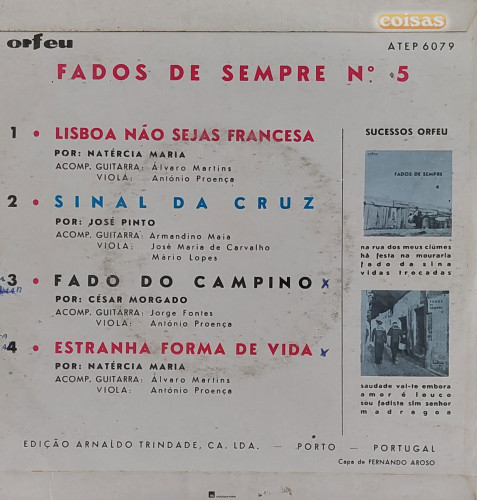 coisas
orfeu
ATEP 6079
FADOS DE SEMPRE Nº 5
1 • LISBOA NÃO SEJAS FRANCESA
POR: NATÉRCIA MARIA
ACOMP. GUITARRA: Álvaro Martins
VIOLA: António Proença
2 • SINAL DA CRUZ
POR: JOSÉ PINTO
ACOMP. GUITARRA: Armandino Maia
VIOLA: José Maria de Carvalho
Mário Lopes
3 • FADO DO CAMPINO x
POR: CÉSAR MORGADO
ACOMP. GUITARRA: Jorge Fontes
VIOLA: António Proença
4 • ESTRANHA FORMA DE VIDA x
POR: NATÉRCIA MARIA
ACOMP. GUITARRA: Álvaro Martins
VIOLA: António Proença
SUCESSOS ORFEU
orfeu
FADOS DE SEMPRE
na rua dos meus ciúmes
há festa na mouraria
fado da sina
vidas trocadas
saudade vai-te embora
amor é louco
sou fadista sim senhor
madragoa
EDIÇÃO ARNALDO TRINDADE, CA. LDA. — PORTO — PORTUGAL
Capa de FERNANDO AROSO